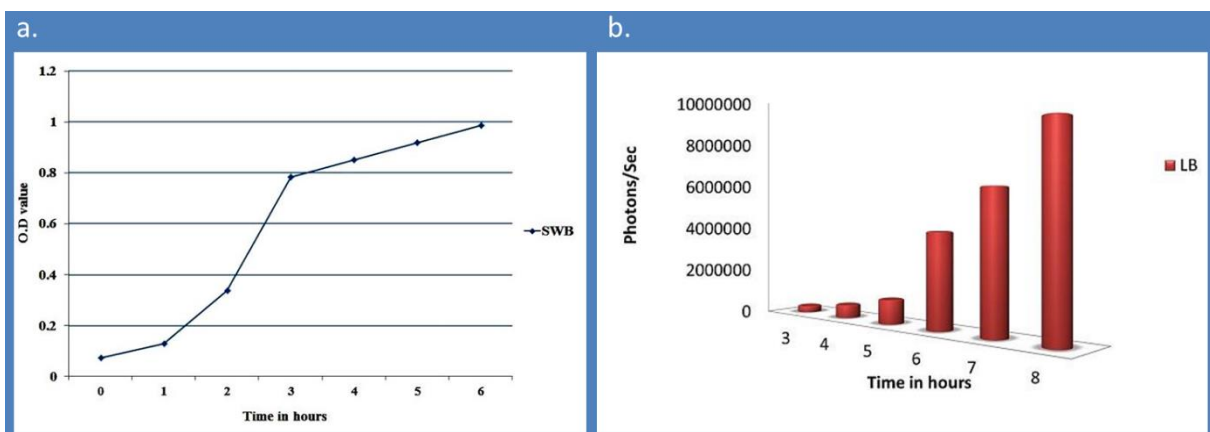 a.
1.2
1
0.8
0.6
0.4
0.2
0
O.D value
0 1 2 3 4 5 6
Time in hours
SWB
b.
10000000
8000000
6000000
4000000
2000000
0
Photons/Sec
3 4 5 6 7 8
Time in hours
LB